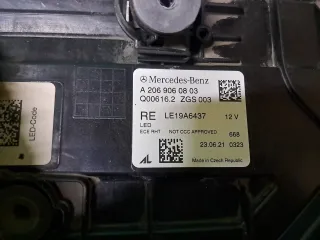 Mercedes-Benz
A 206 906 08 03
Q00616.2 ZGS 003
RE LE19A6437 12 V
LED
ECE RHT NOT CCC APPROVED 668
23.06.21 0323
AL
Made in Czech Republic
LED-Code